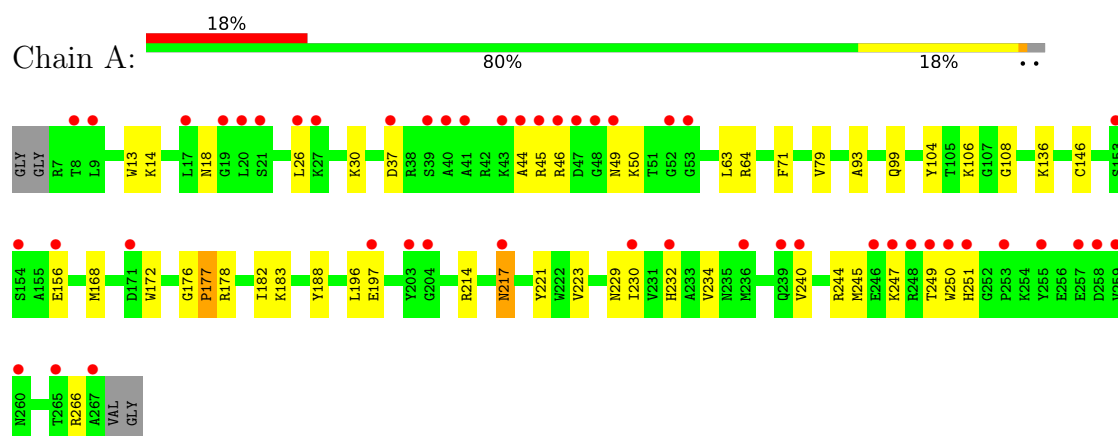 18%
Chain A:
80% 18% • •
GLY GLY R7 T8 L9 W13 K14 L17 N18 G19 L20 S21 L26 K27 K30 D37 R38 S39 A40 A41 R42 K43 A44 R45 R46 D47 G48 N49 K50 T51 G52 G53 L63 R64 F71 V79 A93 Q99 Y104 T105 K106 G107 G108 K136 C146 S153
S154 A155 E156 M168 D171 W172 G176 P177 R178 I182 K183 Y188 L196 E197 Y203 G204 R214 N217 Y221 W222 V223 N229 I230 V231 H232 A233 V234 N235 M236 Q239 V240 R244 M245 E246 K247 R248 T249 W250 H251 G252 P253 K254 Y255 E256 E257 D258 V259
N260 T265 R266 A267 VAL GLY